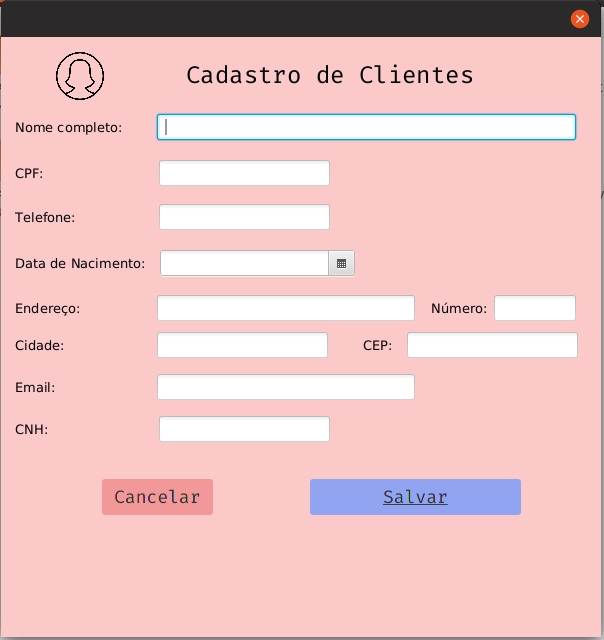 Cadastro de Clientes
Nome completo:
CPF:
Telefone:
Data de Nacimento:
Endereço: Número:
Cidade: CEP:
Email:
CNH:
Cancelar Salvar